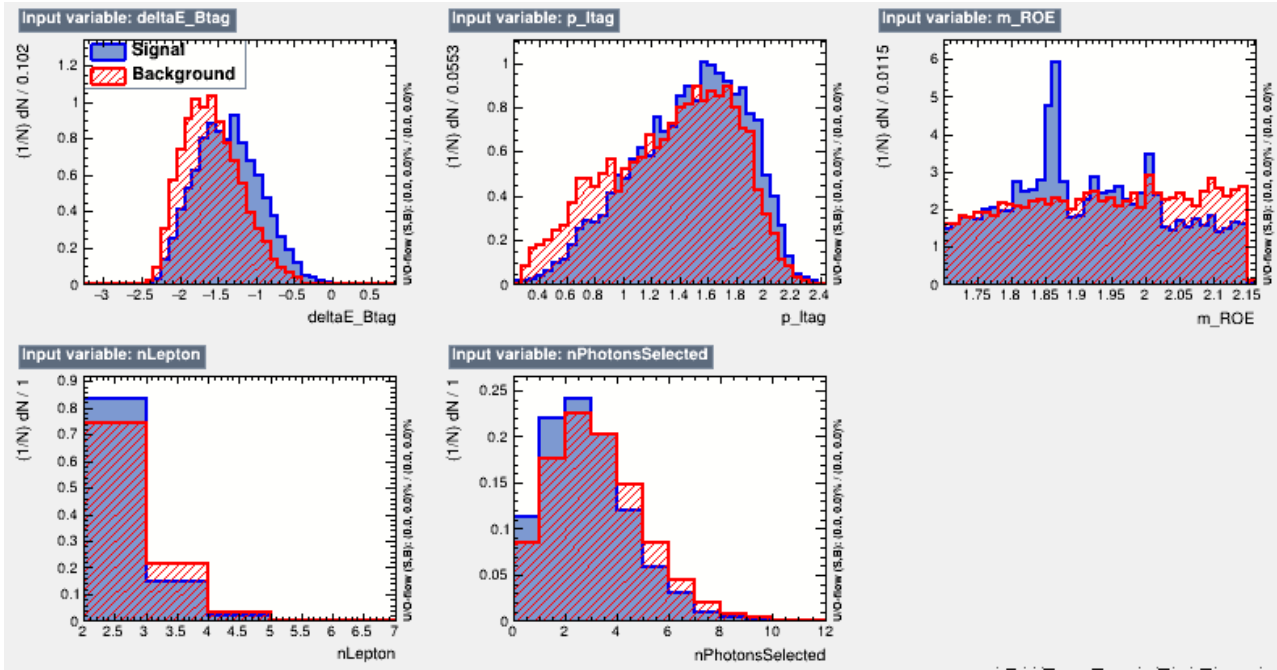 Input variable: deltaE_Btag
Input variable: p_ltag
Input variable: m_ROE
Signal
Background
(1/N) dN / 0.102
0
0.2
0.4
0.6
0.8
1
1.2
-3
-2.5
-2
-1.5
-1
-0.5
0
0.5
deltaE_Btag
U/O-flow (S,B): (0.0, 0.0)% / (0.0, 0.0)%
(1/N) dN / 0.0553
0
0.2
0.4
0.6
0.8
1
0.4 0.6 0.8 1 1.2 1.4 1.6 1.8 2 2.2 2.4
p_ltag
U/O-flow (S,B): (0.0, 0.0)% / (0.0, 0.0)%
(1/N) dN / 0.0115
0
1
2
3
4
5
6
1.75 1.8 1.85 1.9 1.95 2 2.05 2.1 2.15
m_ROE
U/O-flow (S,B): (0.0, 0.0)% / (0.0, 0.0)%
Input variable: nLepton
Input variable: nPhotonsSelected
(1/N) dN / 1
0
0.1
0.2
0.3
0.4
0.5
0.6
0.7
0.8
0.9
2 2.5 3 3.5 4 4.5 5 5.5 6 6.5 7
nLepton
U/O-flow (S,B): (0.0, 0.0)% / (0.0, 0.0)%
(1/N) dN / 1
0
0.05
0.1
0.15
0.2
0.25
0 2 4 6 8 10 12
nPhotonsSelected
U/O-flow (S,B): (0.0, 0.0)% / (0.0, 0.0)%